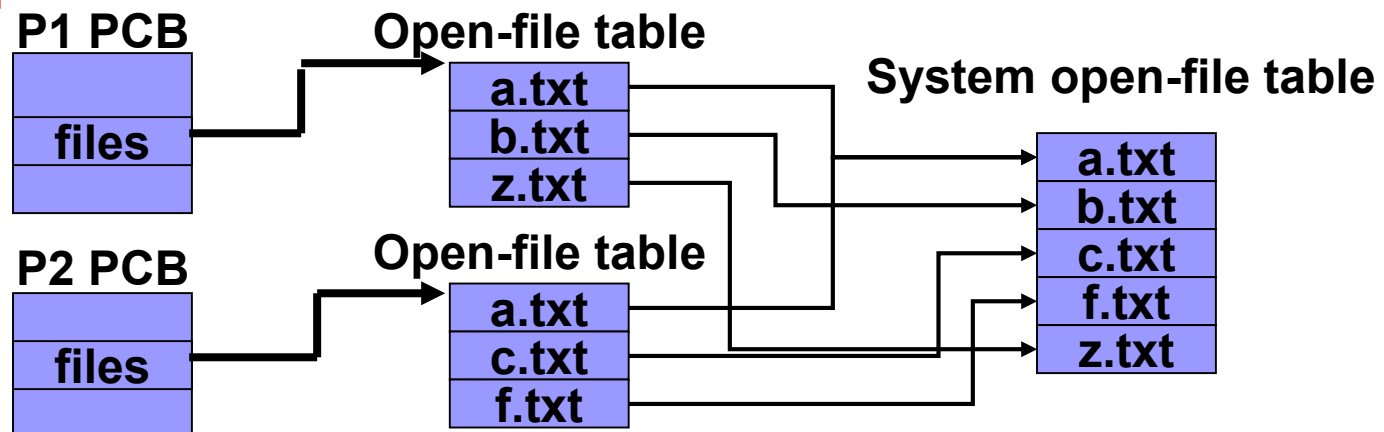 P1 PCB
files
Open-file table
a.txt
b.txt
z.txt
P2 PCB
files
Open-file table
a.txt
c.txt
f.txt
System open-file table
a.txt
b.txt
c.txt
f.txt
z.txt